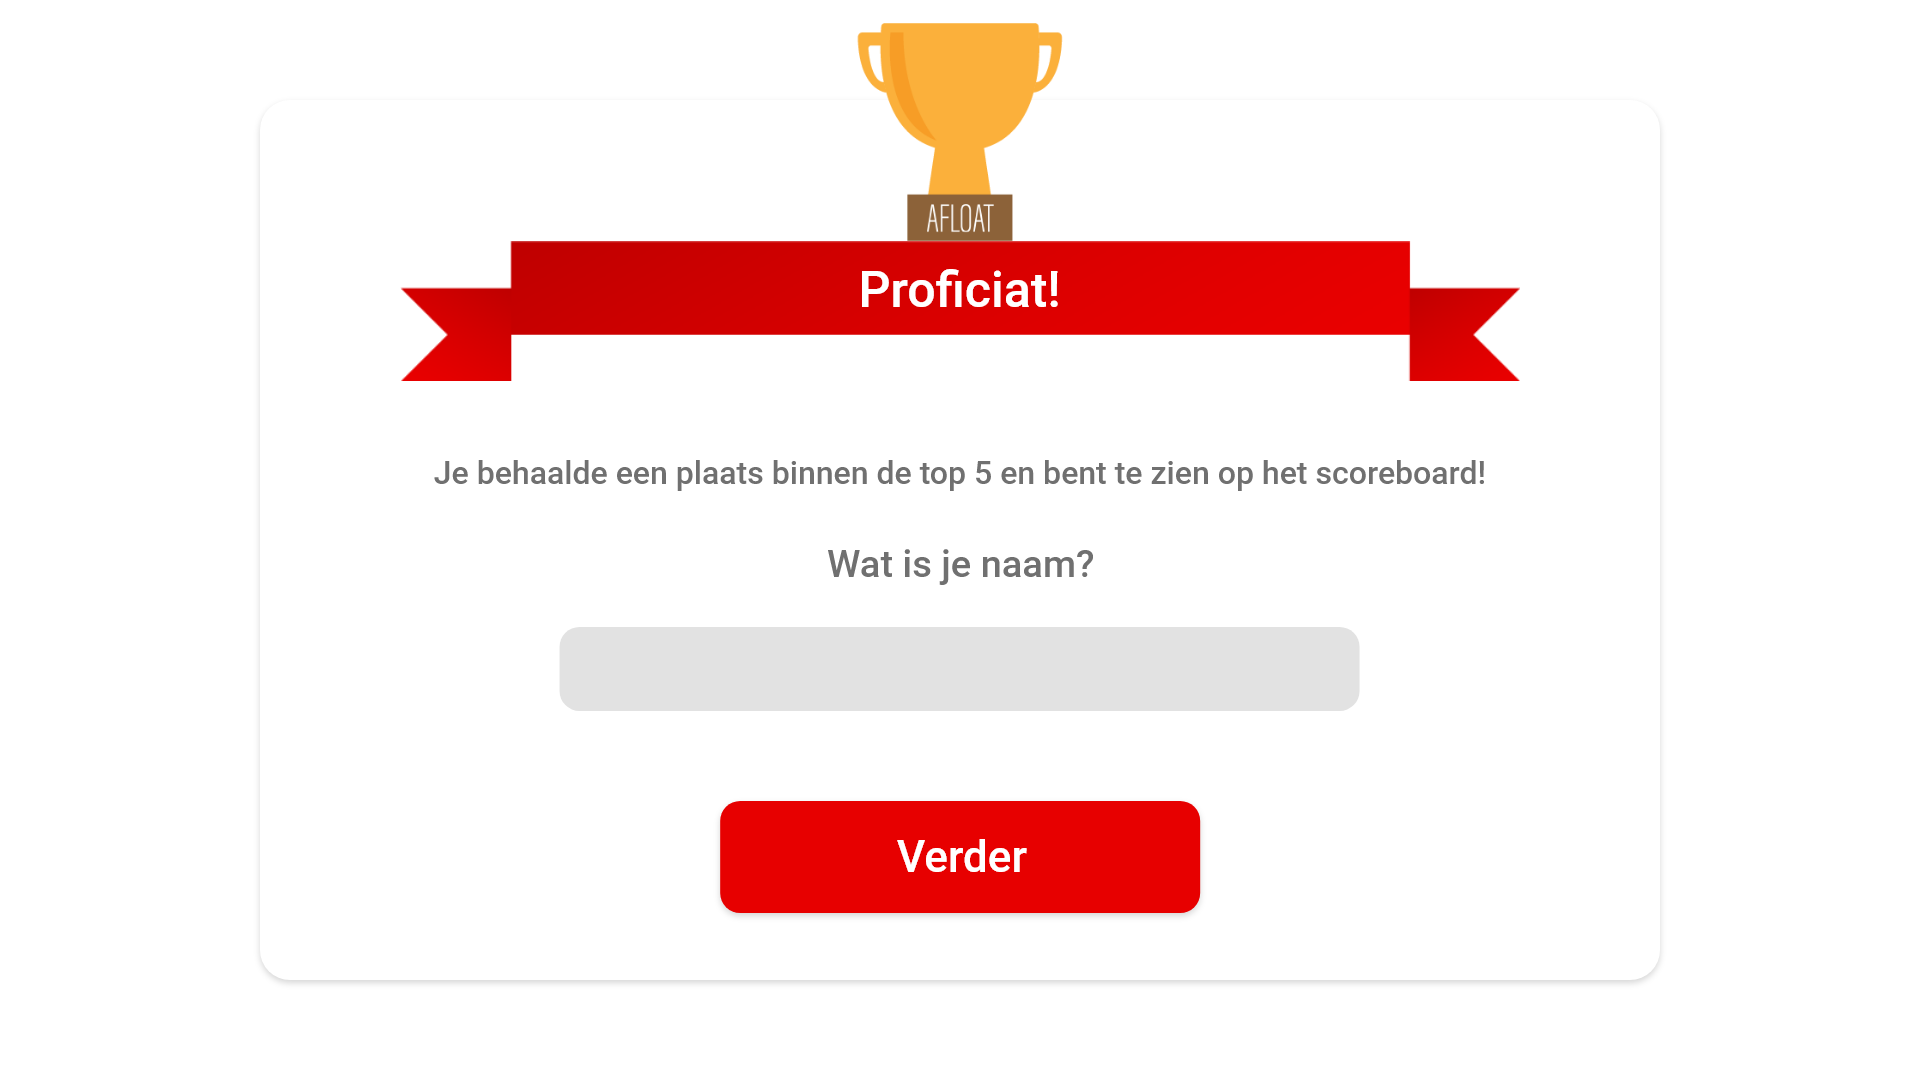 AFLOAT
Proficiat!
Je behaalde een plaats binnen de top 5 en bent te zien op het scoreboard!
Wat is je naam?
Verder